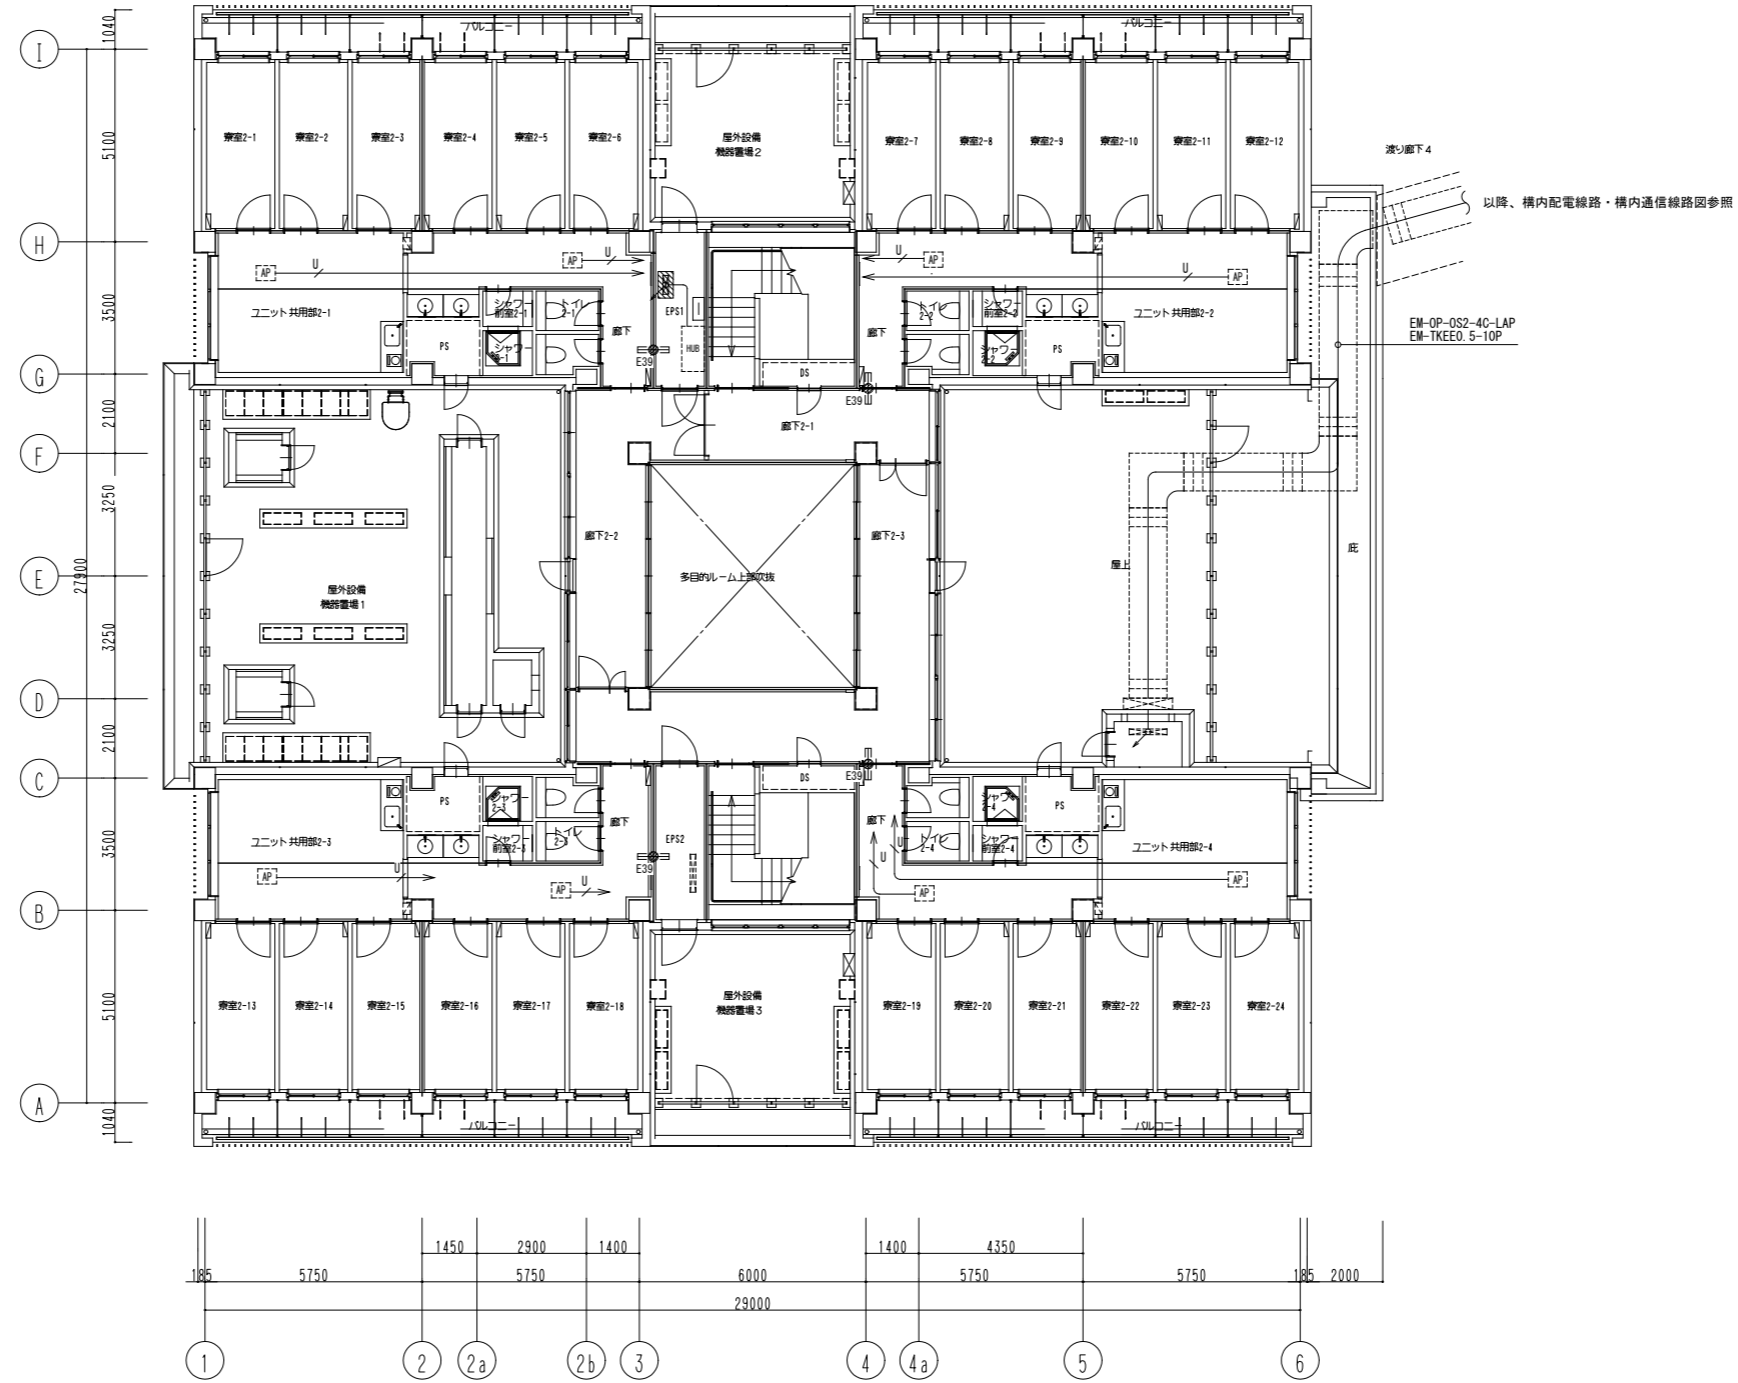 バルコニー
バルコニー
1040
I
寮室2-1
寮室2-2
寮室2-3
寮室2-4
寮室2-5
寮室2-6
屋外設備
機器置場2
寮室2-7
寮室2-8
寮室2-9
寮室2-10
寮室2-11
寮室2-12
5100
渡り廊下4
以降、構内配電線路・構内通信線路図参照
H
AP
U
AP
U
U
AP
U
AP
3500
ユニット共用部2-1
シャワー
前室2-1
トイレ
2-1
廊下
EPS1
廊下
トイレ
2-2
シャワー
前室2-2
ユニット共用部2-2
EM-OP-OS2-4C-LAP
EM-TKEE0.5-10P
PS
シャワー
2-1
HUB
シャワー
2-2
PS
E39
DS
G
E39
2100
廊下2-1
F
3250
廊下2-2
廊下2-3
庇
27900
E
多目的ルーム上部吹抜
屋上
屋外設備
機器置場1
3250
D
2100
C
DS
E39
PS
シャワー
2-3
シャワー
2-4
PS
3500
ユニット共用部2-3
シャワー
前室2-3
トイレ
2-3
廊下
EPS2
廊下
トイレ
2-4
シャワー
前室2-4
ユニット共用部2-4
E39
AP
U
AP
U
U
U
AP
AP
B
寮室2-13
寮室2-14
寮室2-15
寮室2-16
寮室2-17
寮室2-18
屋外設備
機器置場3
寮室2-19
寮室2-20
寮室2-21
寮室2-22
寮室2-23
寮室2-24
5100
A
1040
バルコニー
バルコニー
1450
2900
1400
1400
4350
185
5750
5750
6000
5750
5750
185
2000
29000
1
2
2a
2b
3
4
4a
5
6